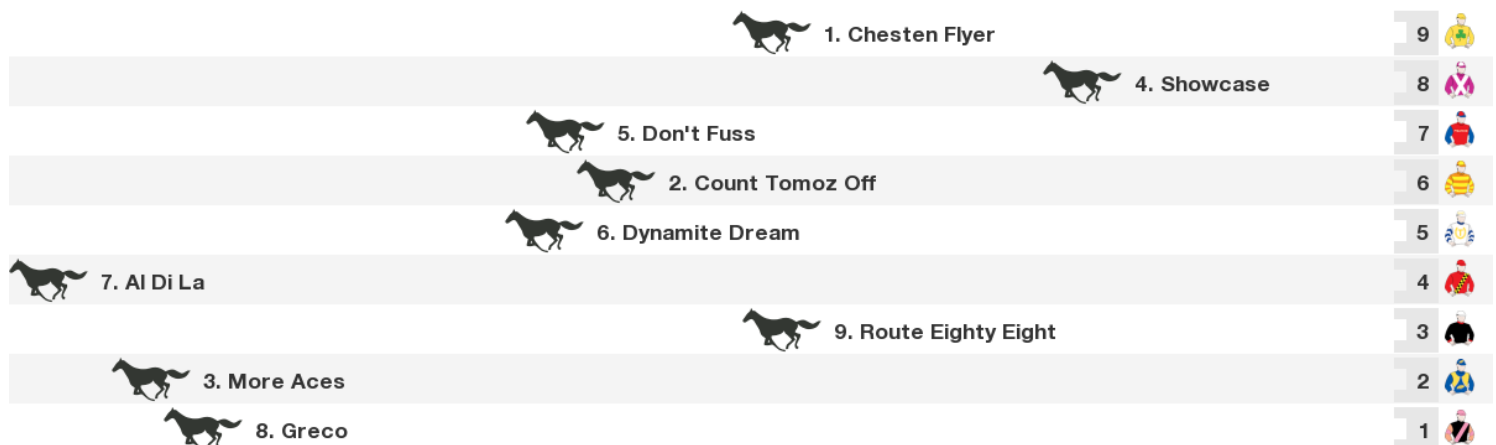 1. Chesten Flyer 9
4. Showcase 8
5. Don't Fuss 7
2. Count Tomoz Off 6
6. Dynamite Dream 5
7. Al Di La 4
9. Route Eighty Eight 3
3. More Aces 2
8. Greco 1